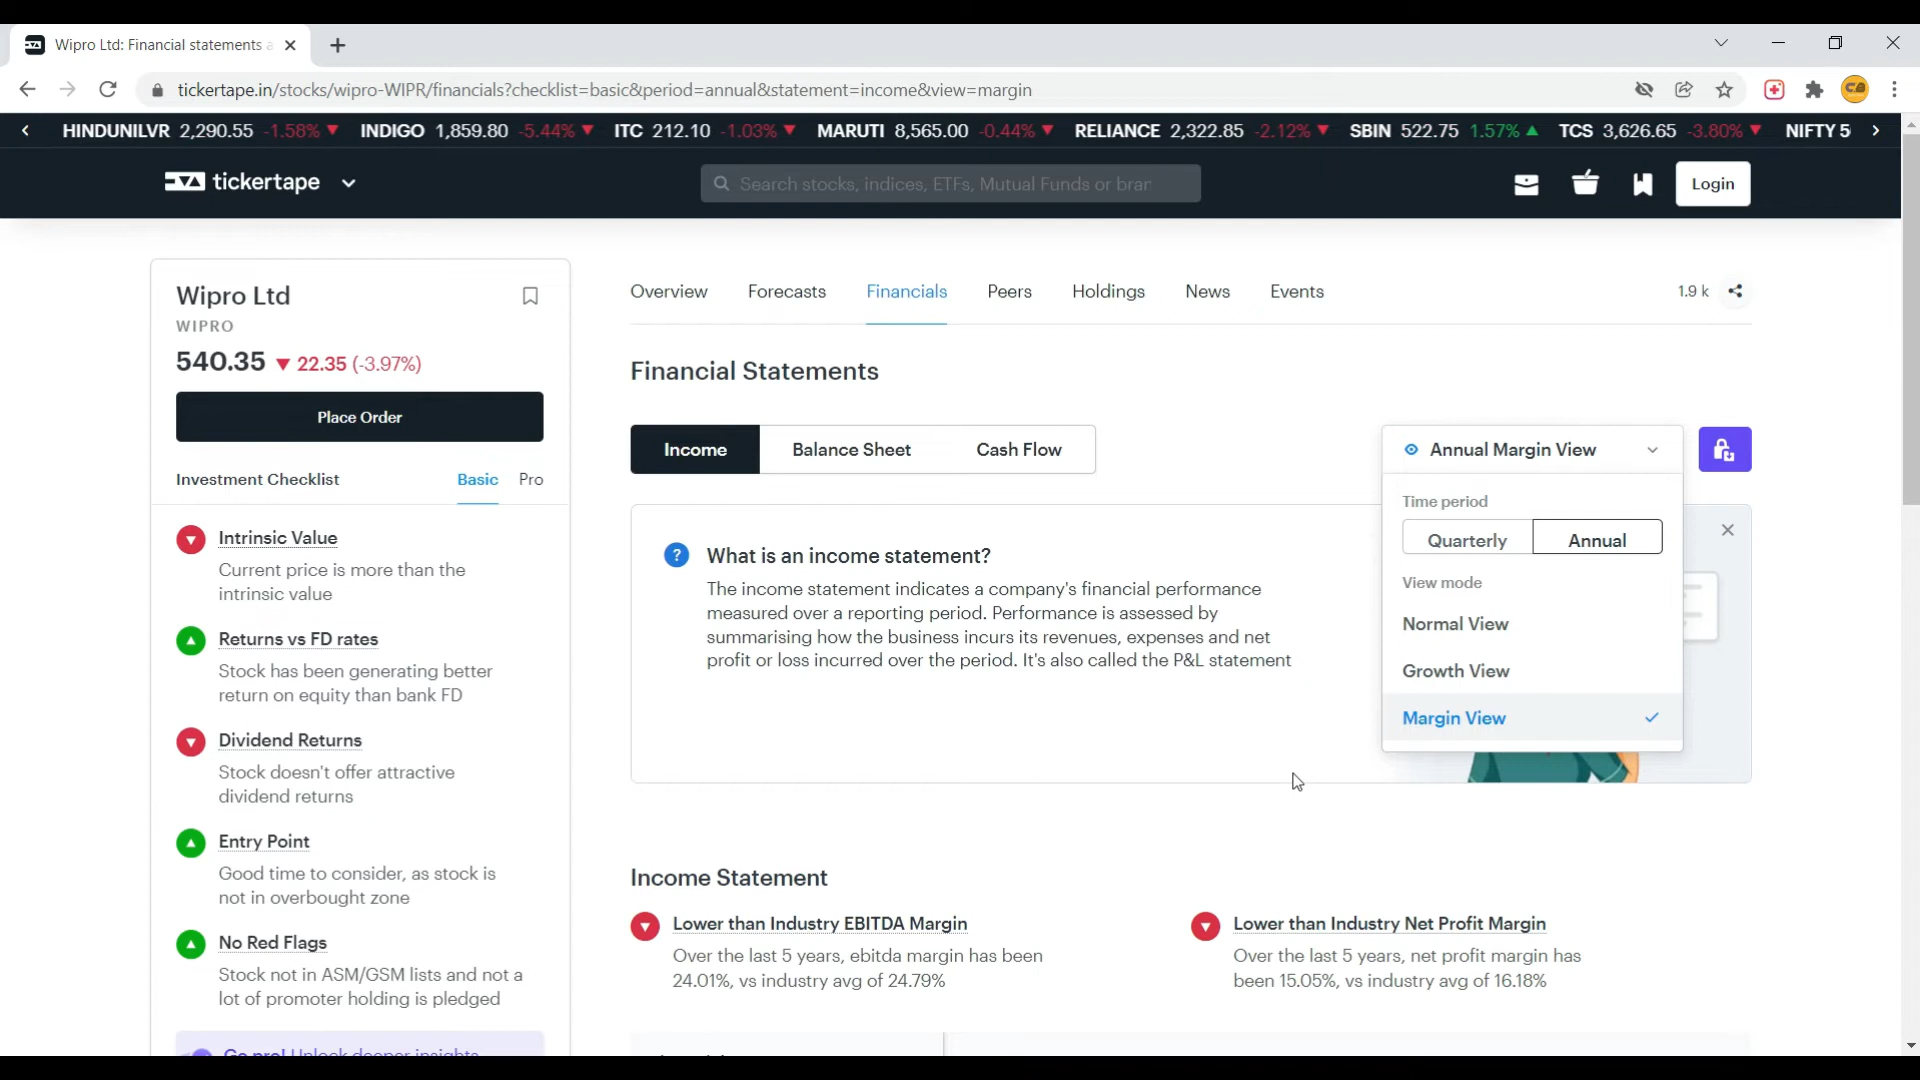 Wipro Ltd: Financial statements a
tickertape.in/stocks/wipro-WIPR/financials?checklist=basic&period=annual&statement=income&view=margin
HINDUNILVR 2,290.55 -1.58% INDIGO 1,859.80 -5.44% ITC 212.10 -1.03% MARUTI 8,565.00 -0.44% RELIANCE 2,322.85 -2.12% SBIN 522.75 1.57% TCS 3,626.65 -3.80% NIFTY 5
tickertape
Search stocks, indices, ETFs, Mutual Funds or bran
Login
Wipro Ltd
WIPRO
540.35 22.35 (-3.97%)
Place Order
Investment Checklist Basic Pro
Intrinsic Value
Current price is more than the
intrinsic value
Returns vs FD rates
Stock has been generating better
return on equity than bank FD
Dividend Returns
Stock doesn't offer attractive
dividend returns
Entry Point
Good time to consider, as stock is
not in overbought zone
No Red Flags
Stock not in ASM/GSM lists and not a
lot of promoter holding is pledged
Go pro! Unlock deeper insights
Overview Forecasts Financials Peers Holdings News Events
1.9 k
Financial Statements
Income Balance Sheet Cash Flow
Annual Margin View
Time period
Quarterly Annual
View mode
Normal View
Growth View
Margin View
What is an income statement?
The income statement indicates a company's financial performance
measured over a reporting period. Performance is assessed by
summarising how the business incurs its revenues, expenses and net
profit or loss incurred over the period. It's also called the P&L statement
Income Statement
Lower than Industry EBITDA Margin
Over the last 5 years, ebitda margin has been
24.01%, vs industry avg of 24.79%
Lower than Industry Net Profit Margin
Over the last 5 years, net profit margin has
been 15.05%, vs industry avg of 16.18%